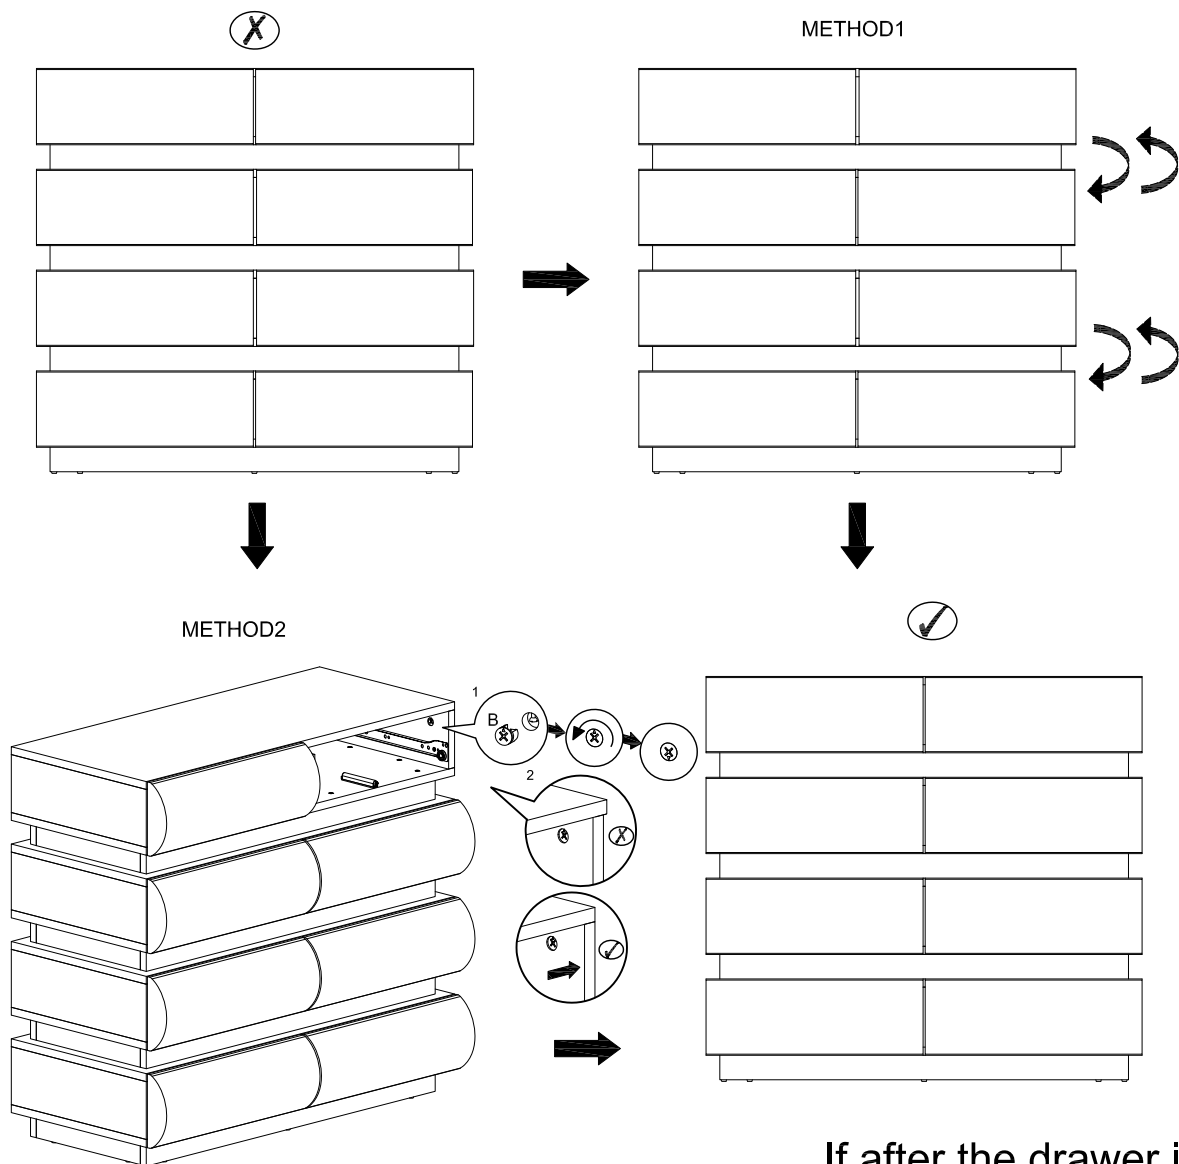 METHOD1
METHOD2
1
B
2
If after the drawer i